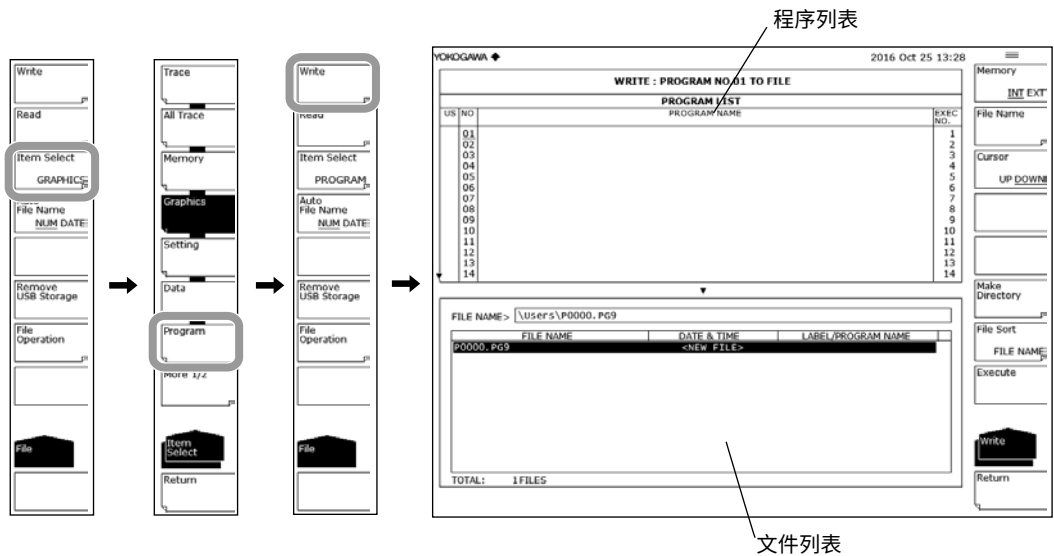 程序列表
Write
Read
Item Select
GRAPHICS
File Name
NUM DATE
Remove
USB Storage
File
Operation
File
Trace
All Trace
Memory
Graphics
Setting
Data
Program
More 1/2
Item
Select
Return
Write
Read
Item Select
PROGRAM
Auto
File Name
NUM DATE
Remove
USB Storage
File
Operation
File
YOKOGAWA 2016 Oct 25 13:28
WRITE : PROGRAM NO.01 TO FILE
PROGRAM LIST
US NO PROGRAM NAME EXEC
NO.
01 1
02 2
03 3
04 4
05 5
06 6
07 7
08 8
09 9
10 10
11 11
12 12
13 13
14 14
FILE NAME> \Users\P0000.PG9
FILE NAME DATE & TIME LABEL/PROGRAM NAME
P0000.PG9 <NEW FILE>
TOTAL: 1FILES
Memory
INT EXT
File Name
Cursor
UP DOWN
Make
Directory
File Sort
FILE NAME
Execute
Write
Return
文件列表